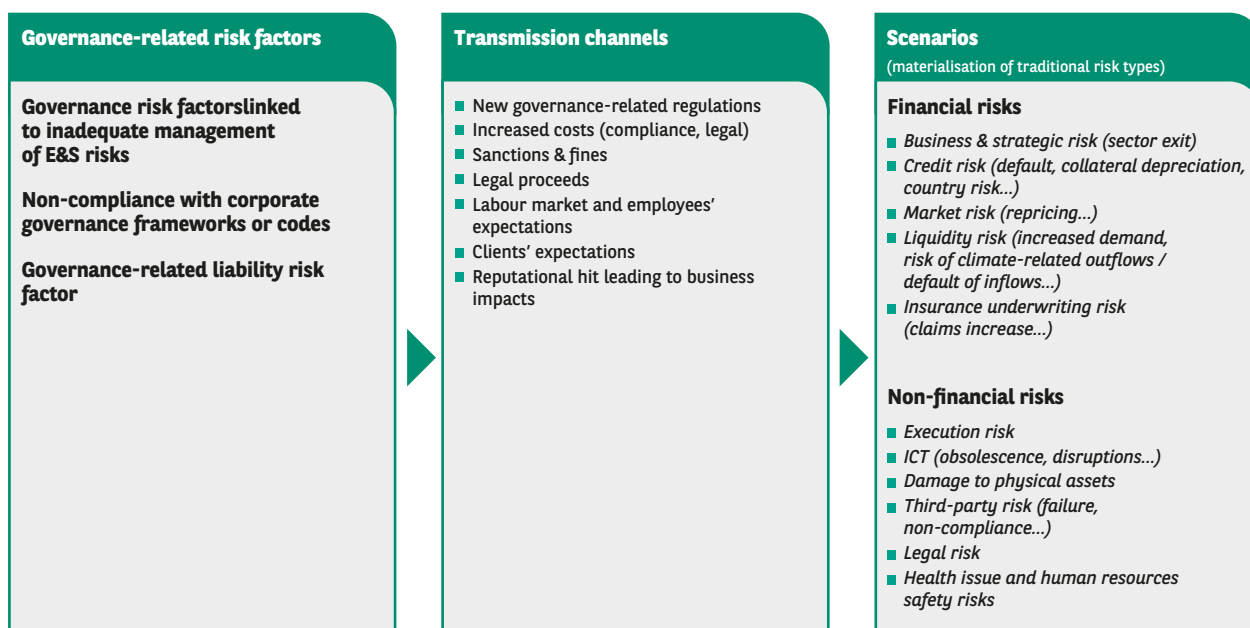 Governance-related risk factors
Governance risk factorslinked
to inadequate management
of E&S risks
Non-compliance with corporate
governance frameworks or codes
Governance-related liability risk
factor
Transmission channels
New governance-related regulations
Increased costs (compliance, legal)
Sanctions & fines
Legal proceeds
Labour market and employees’
expectations
Clients’ expectations
Reputational hit leading to business
impacts
Scenarios
(materialisation of traditional risk types)
Financial risks
Business & strategic risk (sector exit)
Credit risk (default, collateral depreciation,
country risk...)
Market risk (repricing...)
Liquidity risk (increased demand,
risk of climate-related outflows /
default of inflows...)
Insurance underwriting risk
(claims increase...)
Non-financial risks
Execution risk
ICT (obsolescence, disruptions...)
Damage to physical assets
Third-party risk (failure,
non-compliance...)
Legal risk
Health issue and human resources
safety risks